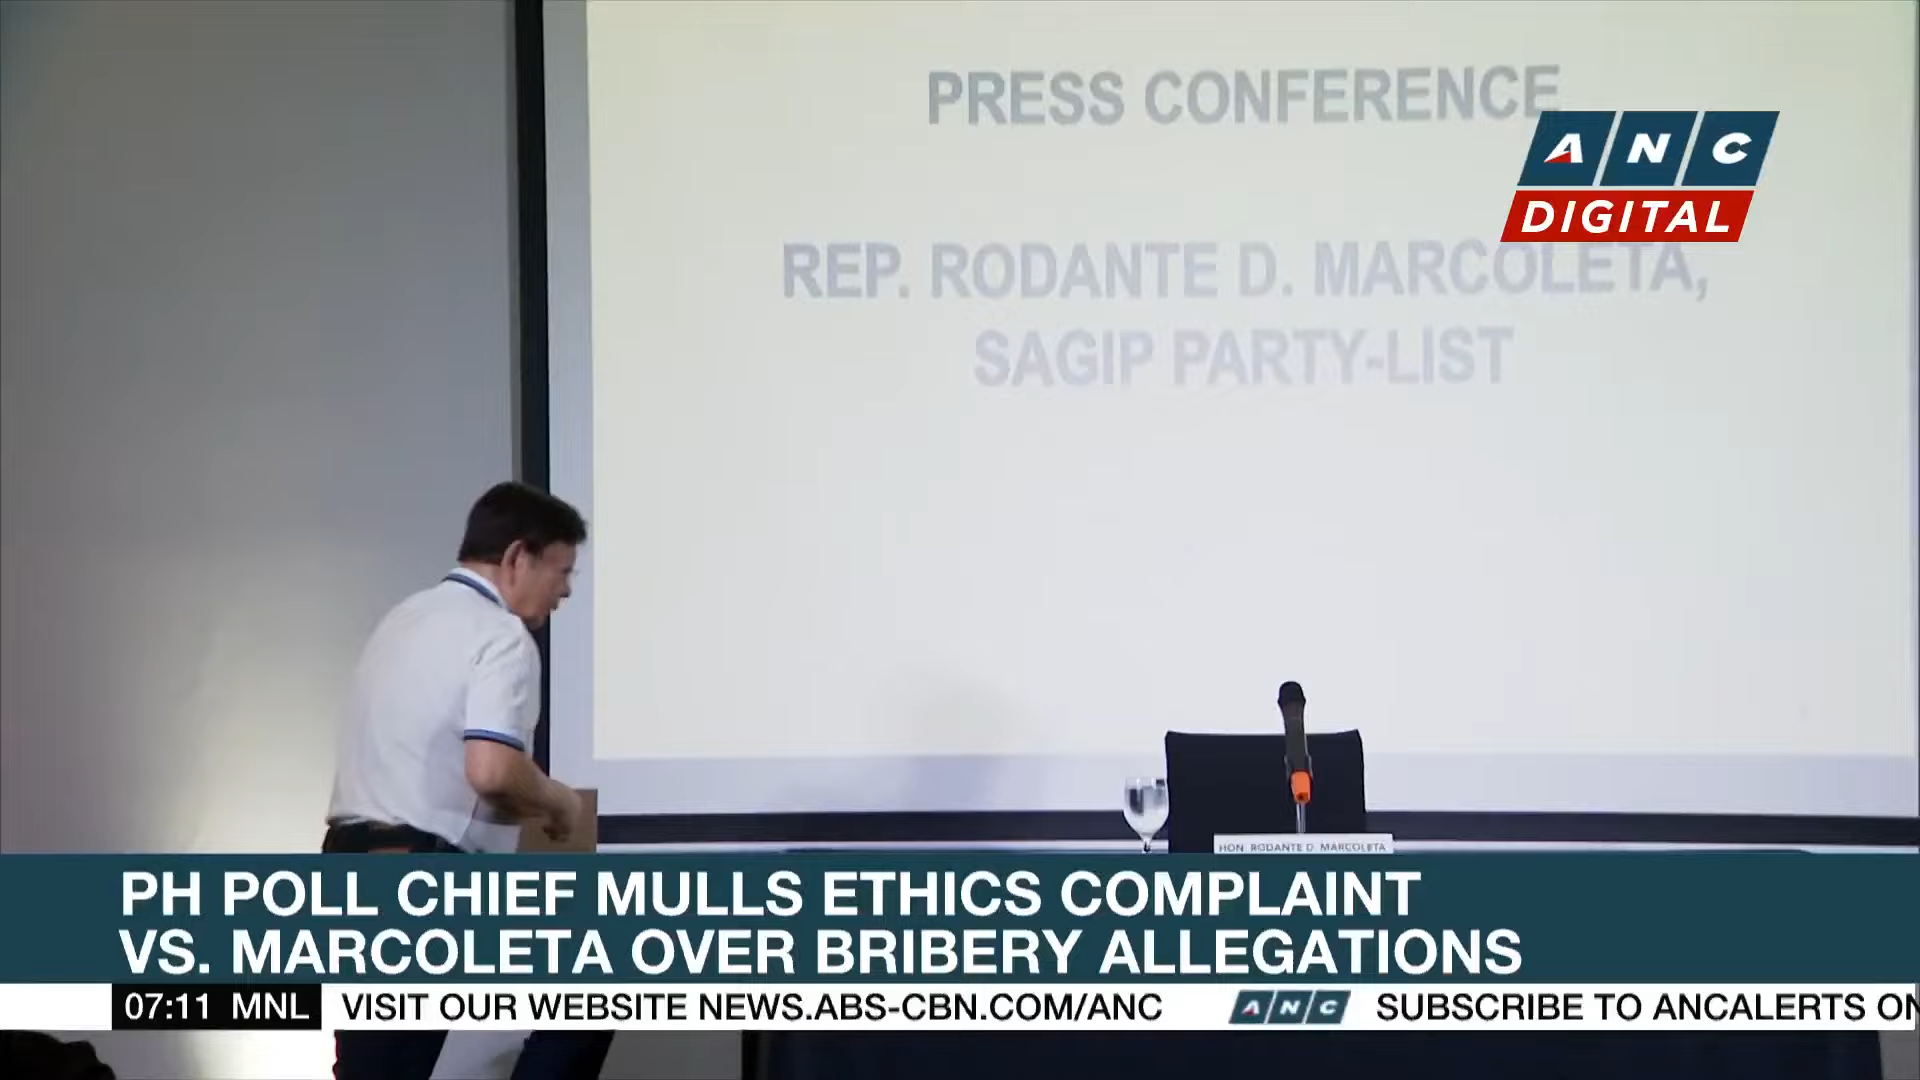 PRESS CONFERENCE
ANC
DIGITAL
REP. RODANTE D. MARCOLETA,
SAGIP PARTY-LIST
HON. RODANTE D. MARCOLETA
PH POLL CHIEF MULLS ETHICS COMPLAINT
VS. MARCOLETA OVER BRIBERY ALLEGATIONS
07:11 MNL VISIT OUR WEBSITE NEWS.ABS-CBN.COM/ANC ANC SUBSCRIBE TO ANCALERTS ON